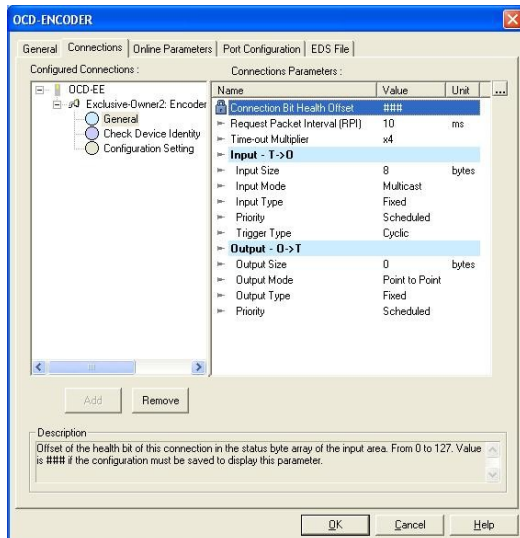 OCD-ENCODER
General Connections Online Parameters Port Configuration EDS File
Configured Connections :
OCD-EE
Exclusive-Owner2: Encoder
General
Check Device Identity
Configuration Setting
Connections Parameters :
Name Value Unit ...
Connection Bit Health Offset ###
Request Packet Interval (RPI) 10 ms
Time-out Multiplier x4
Input - T->O
Input Size 8 bytes
Input Mode Multicast
Input Type Fixed
Priority Scheduled
Trigger Type Cyclic
Output - O->T
Output Size 0 bytes
Output Mode Point to Point
Output Type Fixed
Priority Scheduled
Add Remove
Description
Offset of the health bit of this connection in the status byte array of the input area. From 0 to 127. Value
is ### if the configuration must be saved to display this parameter.
OK Cancel Help